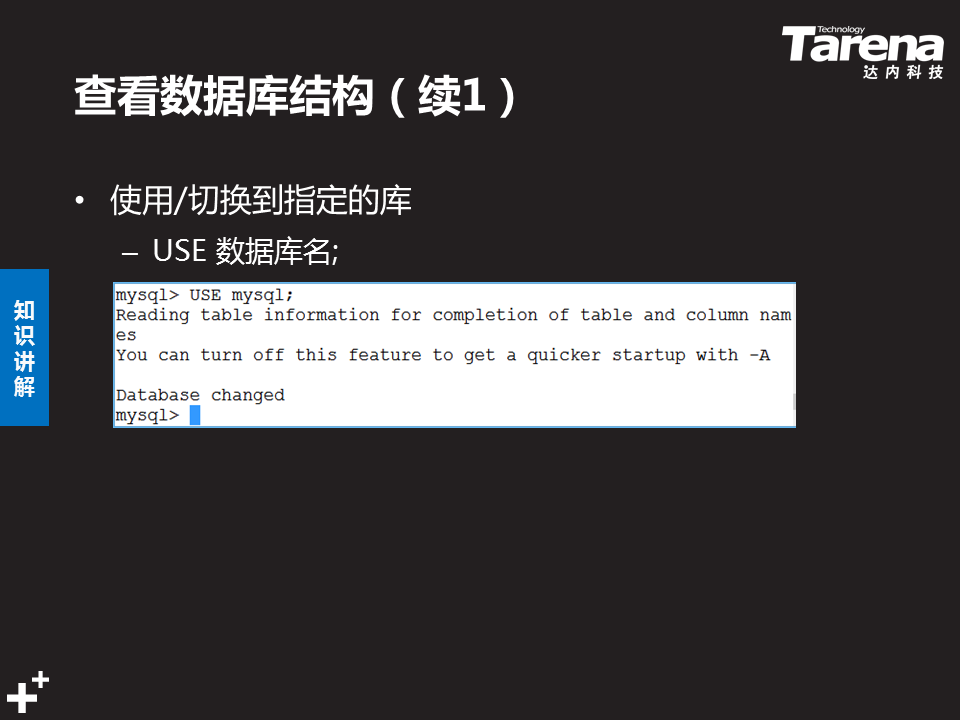 Technology
Tarena
达内科技
查看数据库结构（续1）
• 使用/切换到指定的库
– USE 数据库名;
知识讲解
mysql> USE mysql;
Reading table information for completion of table and column nam
es
You can turn off this feature to get a quicker startup with -A
Database changed
mysql>